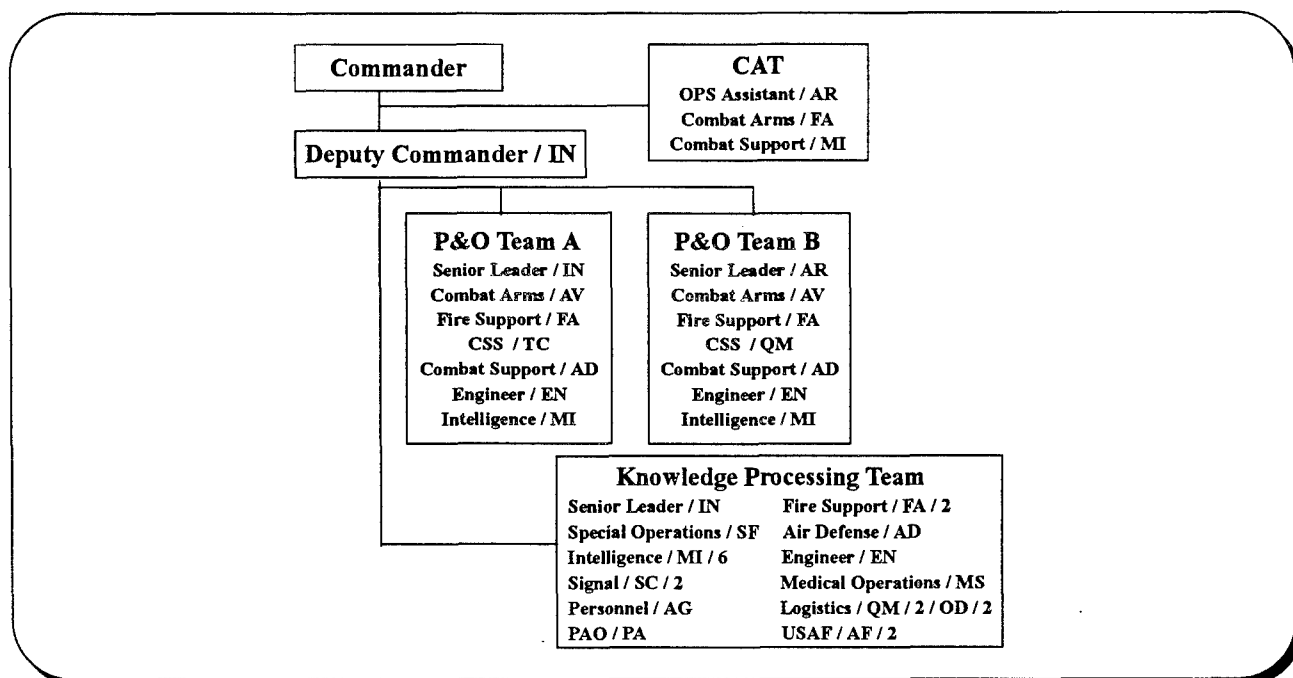 Commander
CAT
OPS Assistant / AR
Combat Arms / FA
Combat Support / MI
Deputy Commander / IN
P&O Team A
Senior Leader / IN
Combat Arms / AV
Fire Support / FA
CSS / TC
Combat Support / AD
Engineer / EN
Intelligence / MI
P&O Team B
Senior Leader / AR
Combat Arms / AV
Fire Support / FA
CSS / QM
Combat Support / AD
Engineer / EN
Intelligence / MI
Knowledge Processing Team
Senior Leader / IN
Special Operations / SF
Intelligence / MI / 6
Signal / SC / 2
Personnel / AG
PAO / PA
Fire Support / FA / 2
Air Defense / AD
Engineer / EN
Medical Operations / MS
Logistics / QM / 2 / OD / 2
USAF / AF / 2